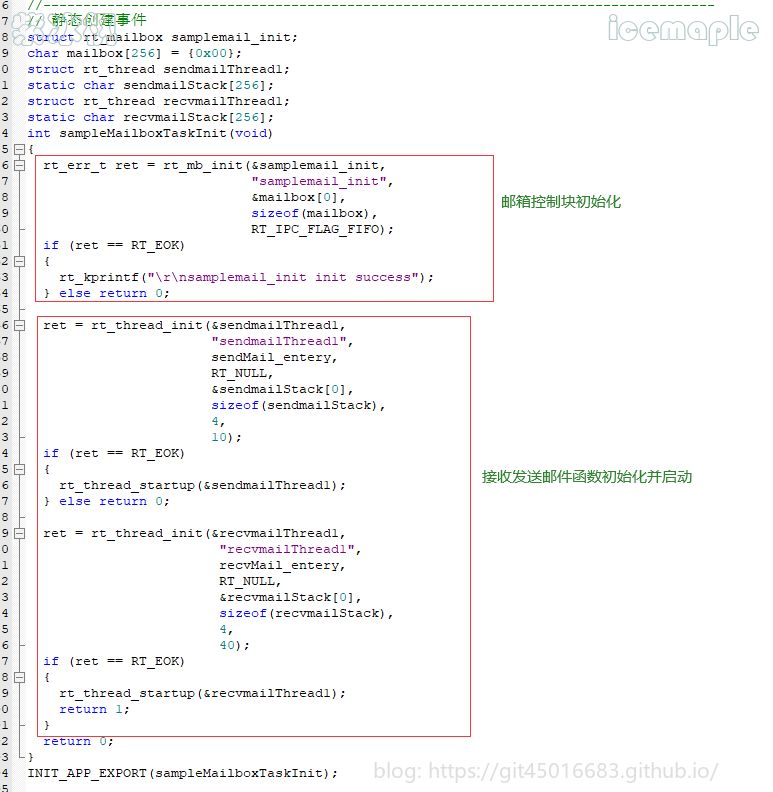 6 //-----------------------------------------------------------------------------------
7 // 静态创建事件
icemaple
8 struct rt_mailbox samplemail_init;
9 char mailbox[256] = {0x00};
0 struct rt_thread sendmailThread1;
1 static char sendmailStack[256];
2 struct rt_thread recvmailThread1;
3 static char recvmailStack[256];
4 int sampleMailboxTaskInit(void)
5 {
6 rt_err_t ret = rt_mb_init(&samplemail_init,
7 "samplemail_init",
8 &mailbox[0],
邮箱控制块初始化
9 sizeof(mailbox),
0 RT_IPC_FLAG_FIFO);
1 if (ret == RT_EOK)
2 {
3 rt_kprintf("\r\nsamplemail_init init success");
4 } else return 0;
5
6 ret = rt_thread_init(&sendmailThread1,
7 "sendmailThread1",
8 sendMail_entery,
9 RT_NULL,
0 &sendmailStack[0],
1 sizeof(sendmailStack),
2 4,
3 10);
4 if (ret == RT_EOK)
5 {
接收发送邮件函数初始化并启动
6 rt_thread_startup(&sendmailThread1);
7 } else return 0;
8
9 ret = rt_thread_init(&recvmailThread1,
0 "recvmailThread1",
1 recvMail_entery,
2 RT_NULL,
3 &recvmailStack[0],
4 sizeof(recvmailStack),
5 4,
6 40);
7 if (ret == RT_EOK)
8 {
9 rt_thread_startup(&recvmailThread1);
0 return 1;
1 }
2 return 0;
3 }
4 INIT_APP_EXPORT(sampleMailboxTaskInit);
blog: https://git45016683.github.io/
5